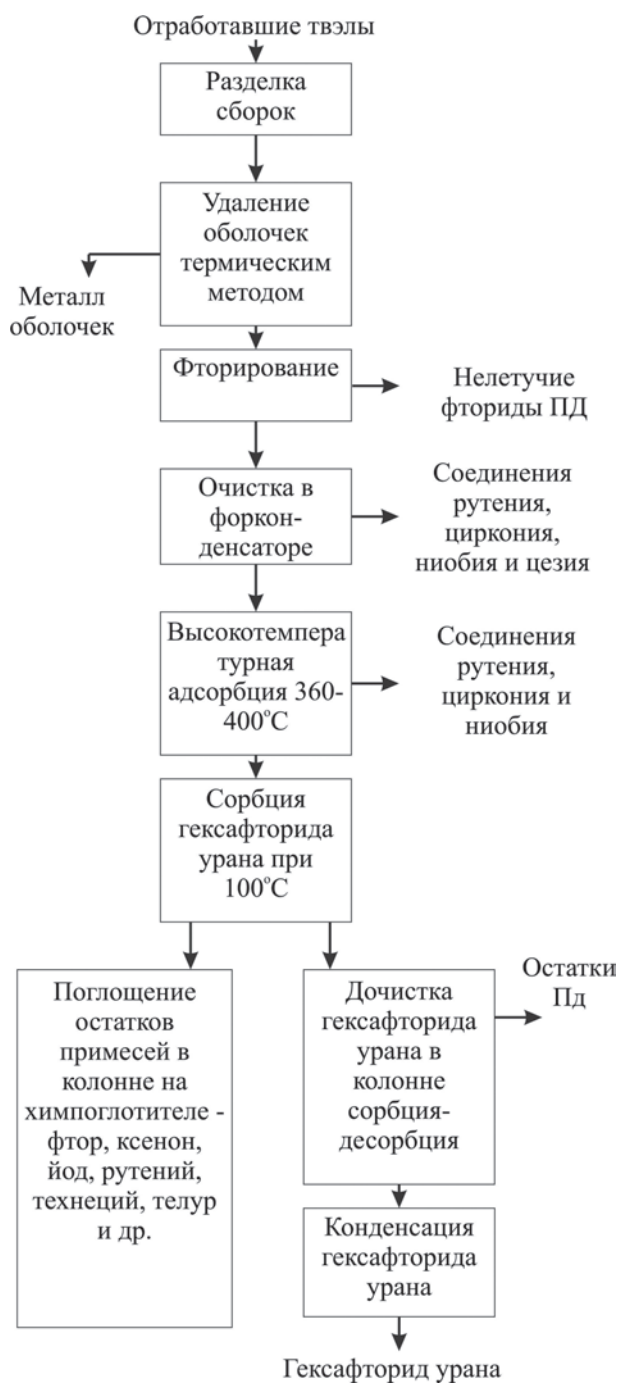 Отработавшие твэлы
Разделка
сборок
Удаление
оболочек
термическим
методом
Металл
оболочек
Фторирование
Нелетучие
фториды ПД
Очистка в
форкон-
денсаторе
Соединения
рутения,
циркония,
ниобия и цезия
Высокотемпера
турная
адсорбция 360-
400°С
Соединения
рутения,
циркония и
ниобия
Сорбция
гексафторида
урана при
100°С
Поглощение
остатков
примесей в
колонне на
химпоглотителе -
фтор, ксенон,
йод, рутений,
технеций, телур
и др.
Дочистка
гексафторида
урана в
колонне
сорбция-
десорбция
Остатки
Пд
Конденсация
гексафторида
урана
Гексафторид урана